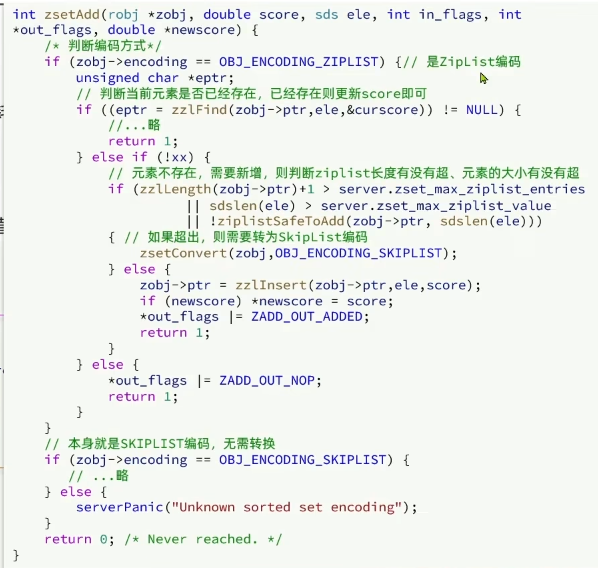 int zsetAdd(robj *zobj, double score, sds ele, int in_flags, int
*out_flags, double *newscore) {
    /* 判断编码方式*/
    if (zobj->encoding == OBJ_ENCODING_ZIPLIST) {// 是ZipList编码
        unsigned char *eptr;
        // 判断当前元素是否已经存在，已经存在则更新score即可
        if ((eptr = zzlFind(zobj->ptr,ele,&curscore)) != NULL) {
            //...略
            return 1;
        } else if (!xx) {
            // 元素不存在，需要新增，则判断ziplist长度有没有超、元素的大小有没有超
            if (zzlLength(zobj->ptr)+1 > server.zset_max_ziplist_entries
                      || sdslen(ele) > server.zset_max_ziplist_value
                      || !ziplistSafeToAdd(zobj->ptr, sdslen(ele)))
            { // 如果超出，则需要转为SkipList编码
                zsetConvert(zobj,OBJ_ENCODING_SKIPLIST);
            } else {
                zobj->ptr = zzlInsert(zobj->ptr,ele,score);
                if (newscore) *newscore = score;
                *out_flags |= ZADD_OUT_ADDED;
                return 1;
            }
        } else {
            *out_flags |= ZADD_OUT_NOP;
            return 1;
        }
    }
    // 本身就是SKIPLIST编码，无需转换
    if (zobj->encoding == OBJ_ENCODING_SKIPLIST) {
       // ...略
    } else {
        serverPanic("Unknown sorted set encoding");
    }
    return 0; /* Never reached. */
}